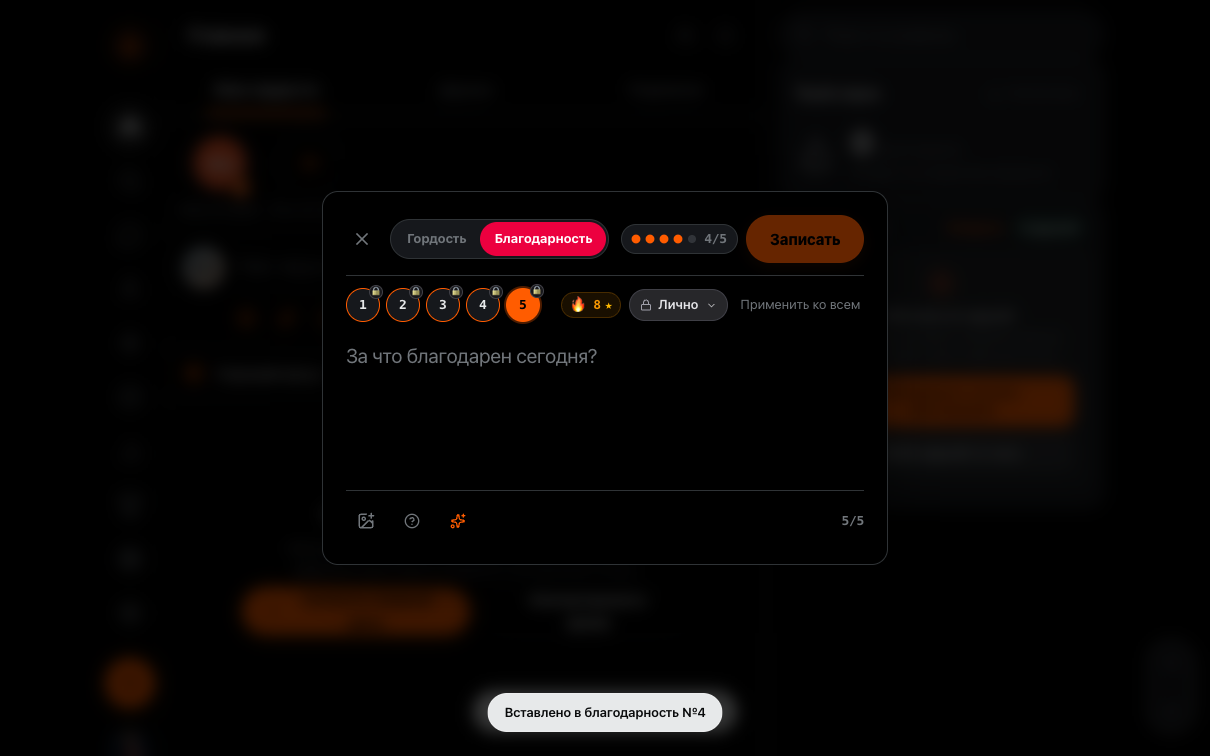 Гордость
Благодарность
4/5
Записать
1
2
3
4
5
8
Лично
Применить ко всем
За что благодарен сегодня?
5/5
Вставлено в благодарность №4